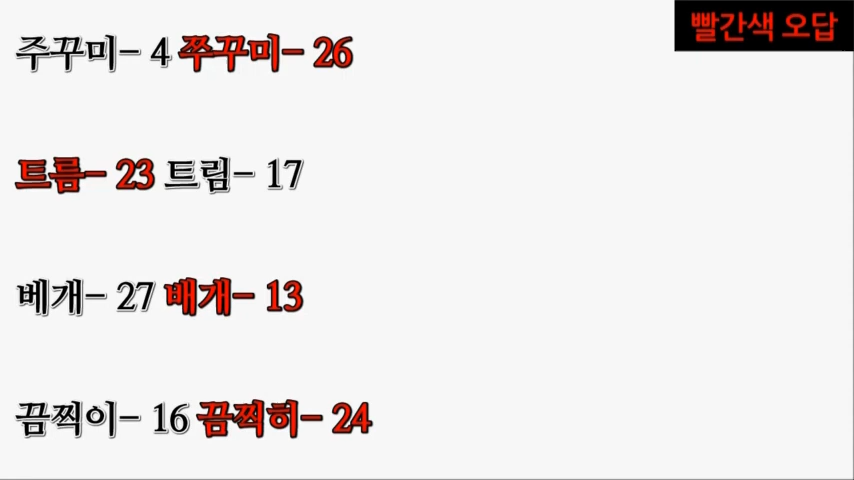 빨간색 오답
주꾸미- 4 쭈꾸미- 26
트름- 23 트림- 17
베개- 27 배개- 13
끔찍이- 16 끔찍히- 24